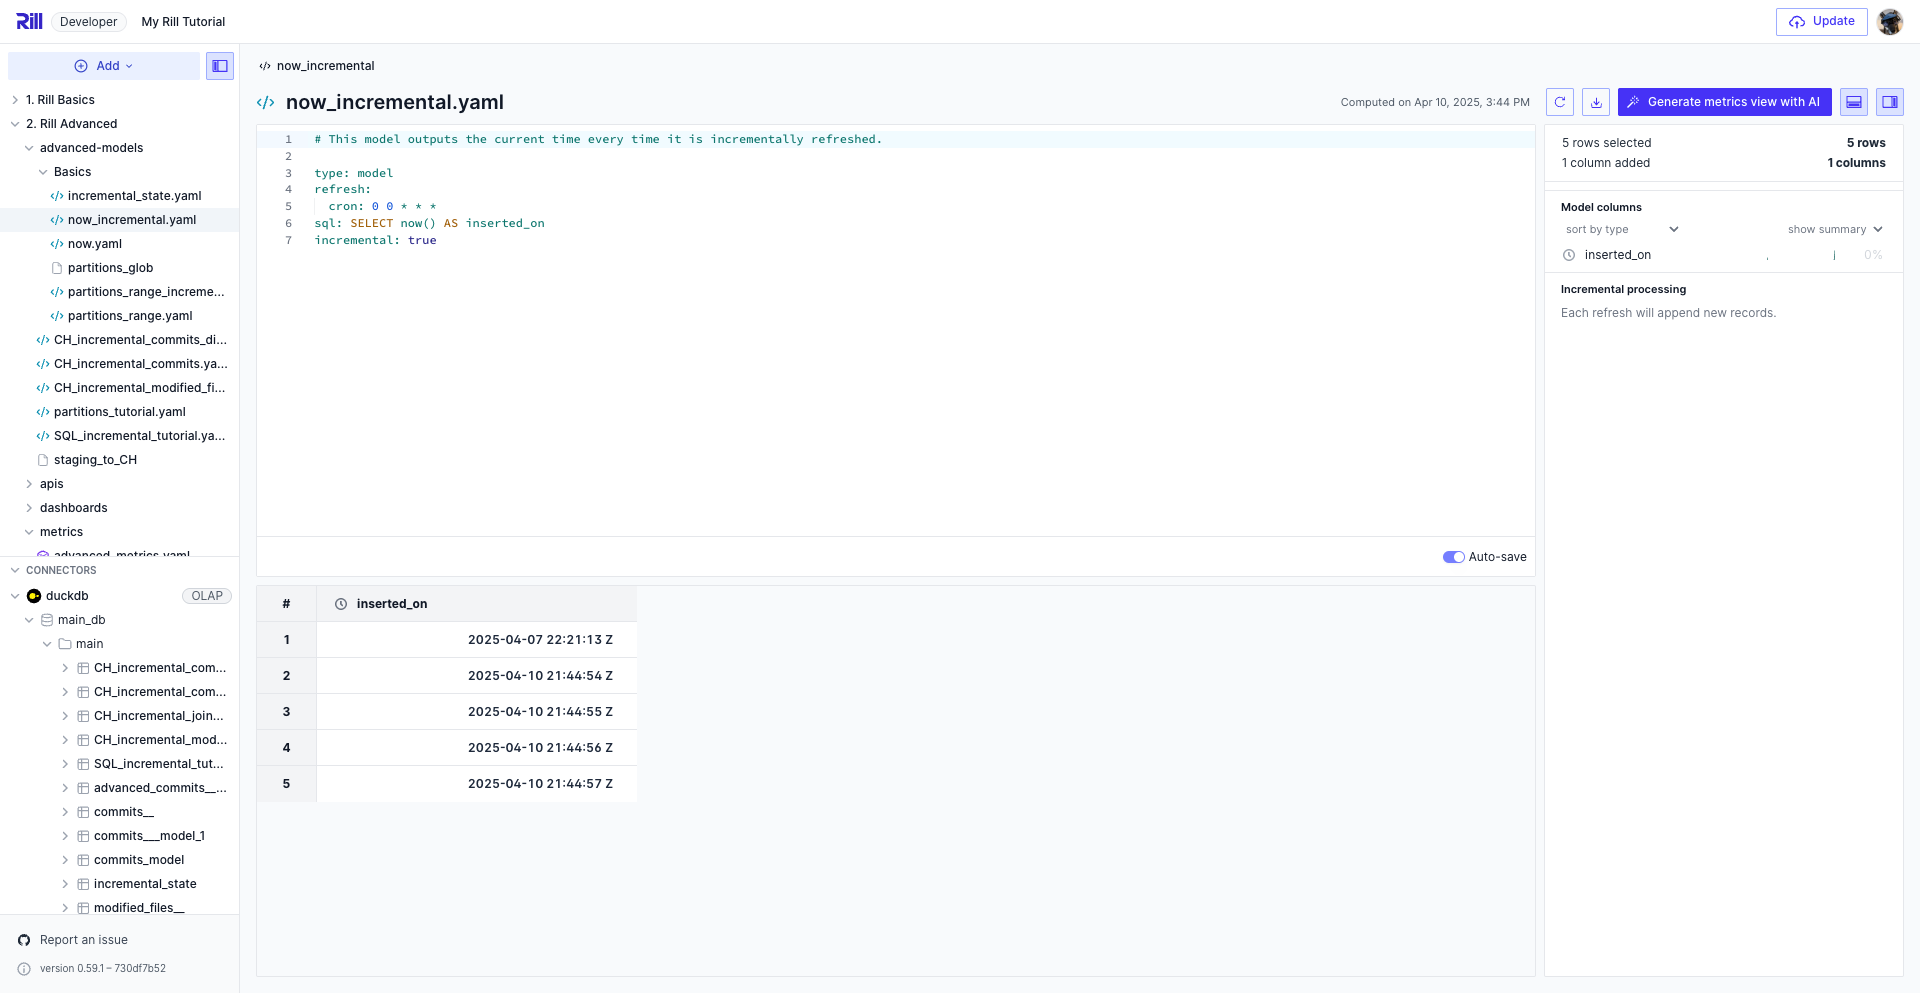 Rill Developer My Rill Tutorial Update
Add
1. Rill Basics
2. Rill Advanced
advanced-models
Basics
incremental_state.yaml
now_incremental.yaml
now.yaml
partitions_glob
partitions_range_increme...
partitions_range.yaml
CH_incremental_commits_di...
CH_incremental_commits.ya...
CH_incremental_modified_fi...
partitions_tutorial.yaml
SQL_incremental_tutorial.ya...
staging_to_CH
apis
dashboards
metrics
advanced_metrics.yaml
CONNECTORS
duckdb OLAP
main_db
main
CH_incremental_com...
CH_incremental_com...
CH_incremental_join...
CH_incremental_mod...
SQL_incremental_tut...
advanced_commits__...
commits__
commits___model_1
commits_model
incremental_state
modified_files__
Report an issue
version 0.59.1 – 730df7b52
now_incremental
now_incremental.yaml
Computed on Apr 10, 2025, 3:44 PM
Generate metrics view with AI
1 # This model outputs the current time every time it is incrementally refreshed.
2
3 type: model
4 refresh:
5 cron: 0 0 * * *
6 sql: SELECT now() AS inserted_on
7 incremental: true
Auto-save
# inserted_on
1 2025-04-07 22:21:13 Z
2 2025-04-10 21:44:54 Z
3 2025-04-10 21:44:55 Z
4 2025-04-10 21:44:56 Z
5 2025-04-10 21:44:57 Z
5 rows selected 5 rows
1 column added 1 columns
Model columns
sort by type show summary
inserted_on 0%
Incremental processing
Each refresh will append new records.